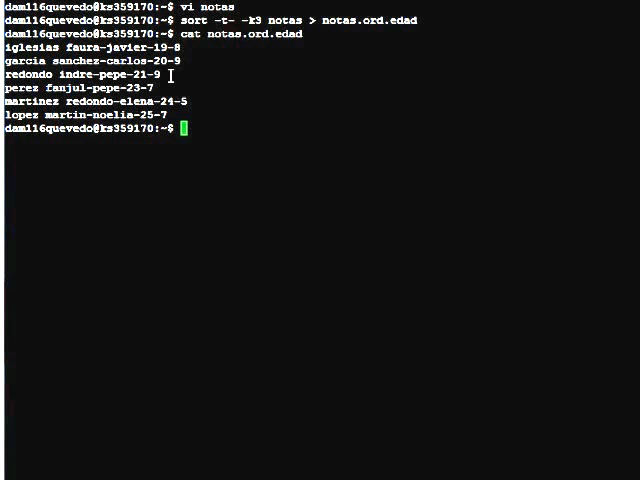 dam116quevedo@ks359170:~$ vi notas
dam116quevedo@ks359170:~$ sort -t- -k3 notas > notas.ord.edad
dam116quevedo@ks359170:~$ cat notas.ord.edad
iglesias faura-javier-19-8
garcia sanchez-carlos-20-9
redondo indre-pepe-21-9
perez fanjul-pepe-23-7
martinez redondo-elena-24-5
lopez martin-noelia-25-7
dam116quevedo@ks359170:~$